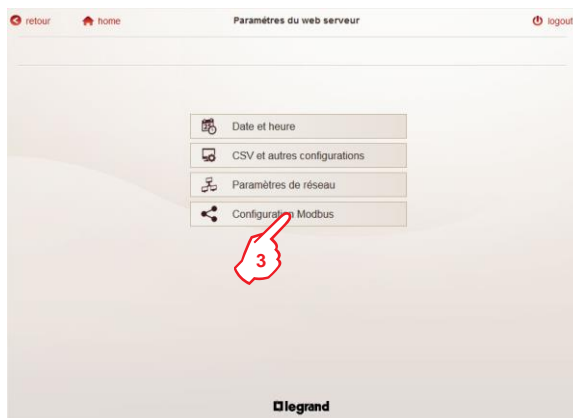 retour home Paramétres du web serveur logout
Date et heure
CSV et autres configurations
Paramètres de réseau
Configuration Modbus
3
legrand